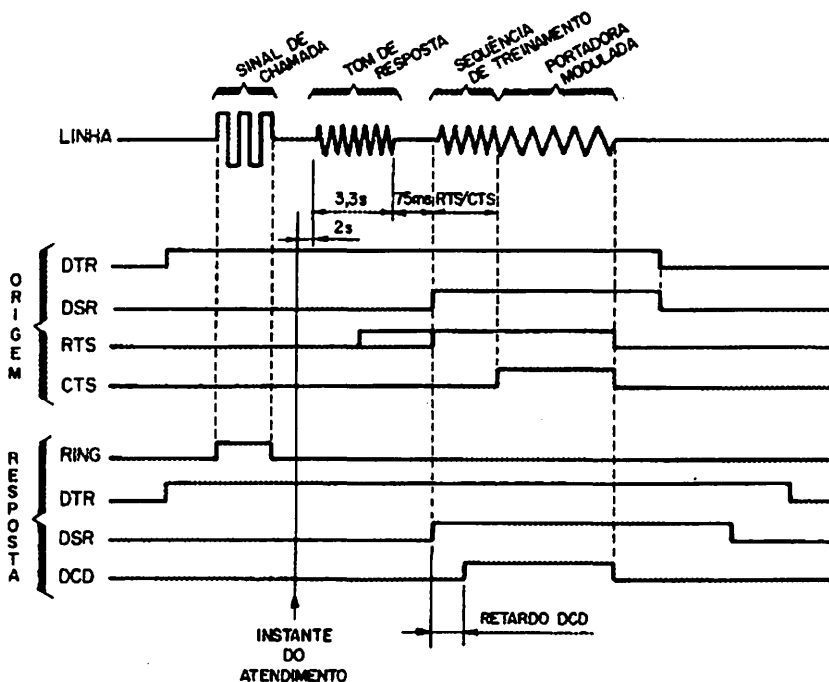 SINAL DE
CHAMADA
TOM DE
RESPOSTA
SEQUÊNCIA
DE TREINAMENTO
PORTADORA
MODULADA
LINHA
3,3s
75ms
RTS/CTS
2s
ORIGEM
DTR
DSR
RTS
CTS
RESPOSTA
RING
DTR
DSR
DCD
RETARDO DCD
INSTANTE
DO
ATENDIMENTO